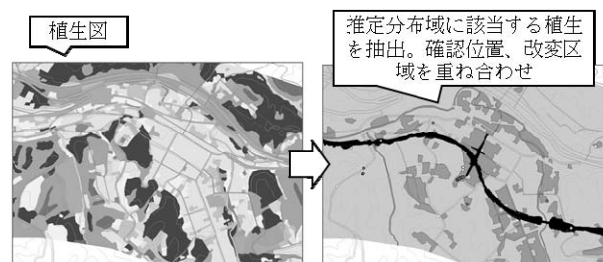 植生図
推定分布域に該当する植生
を抽出。確認位置、改変区
域を重ね合わせ